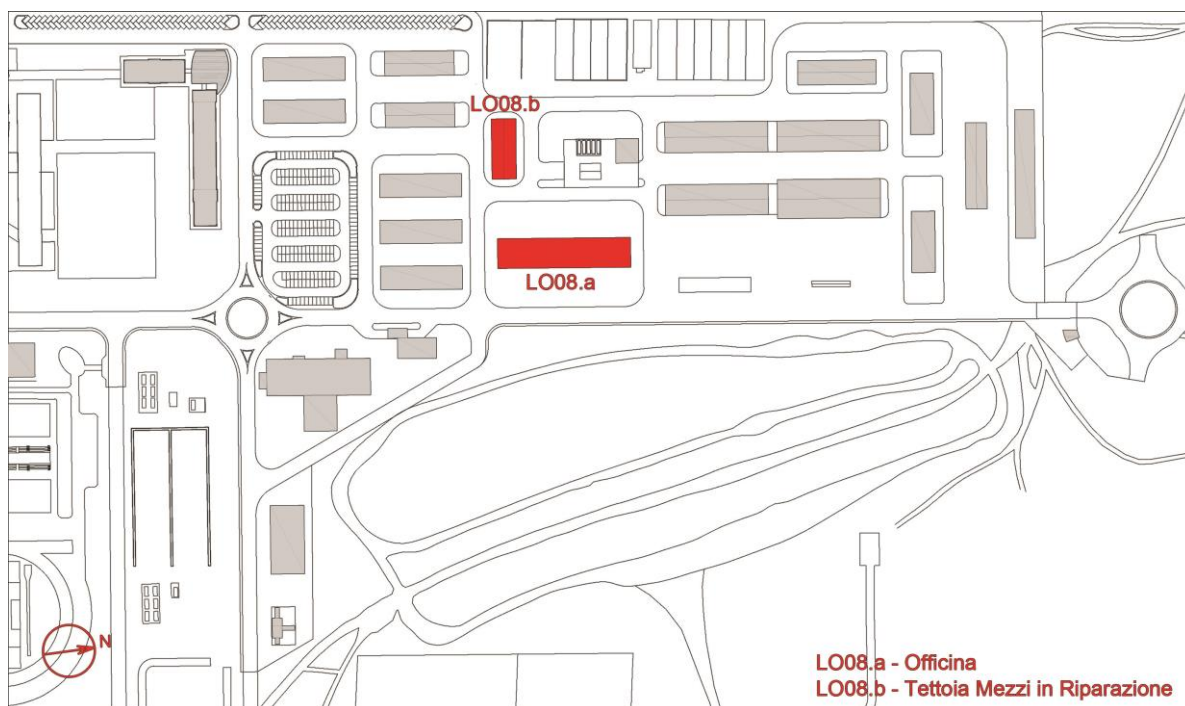 LO08.b
LO08.a
N
LO08.a - Officina
LO08.b - Tettoia Mezzi in Riparazione